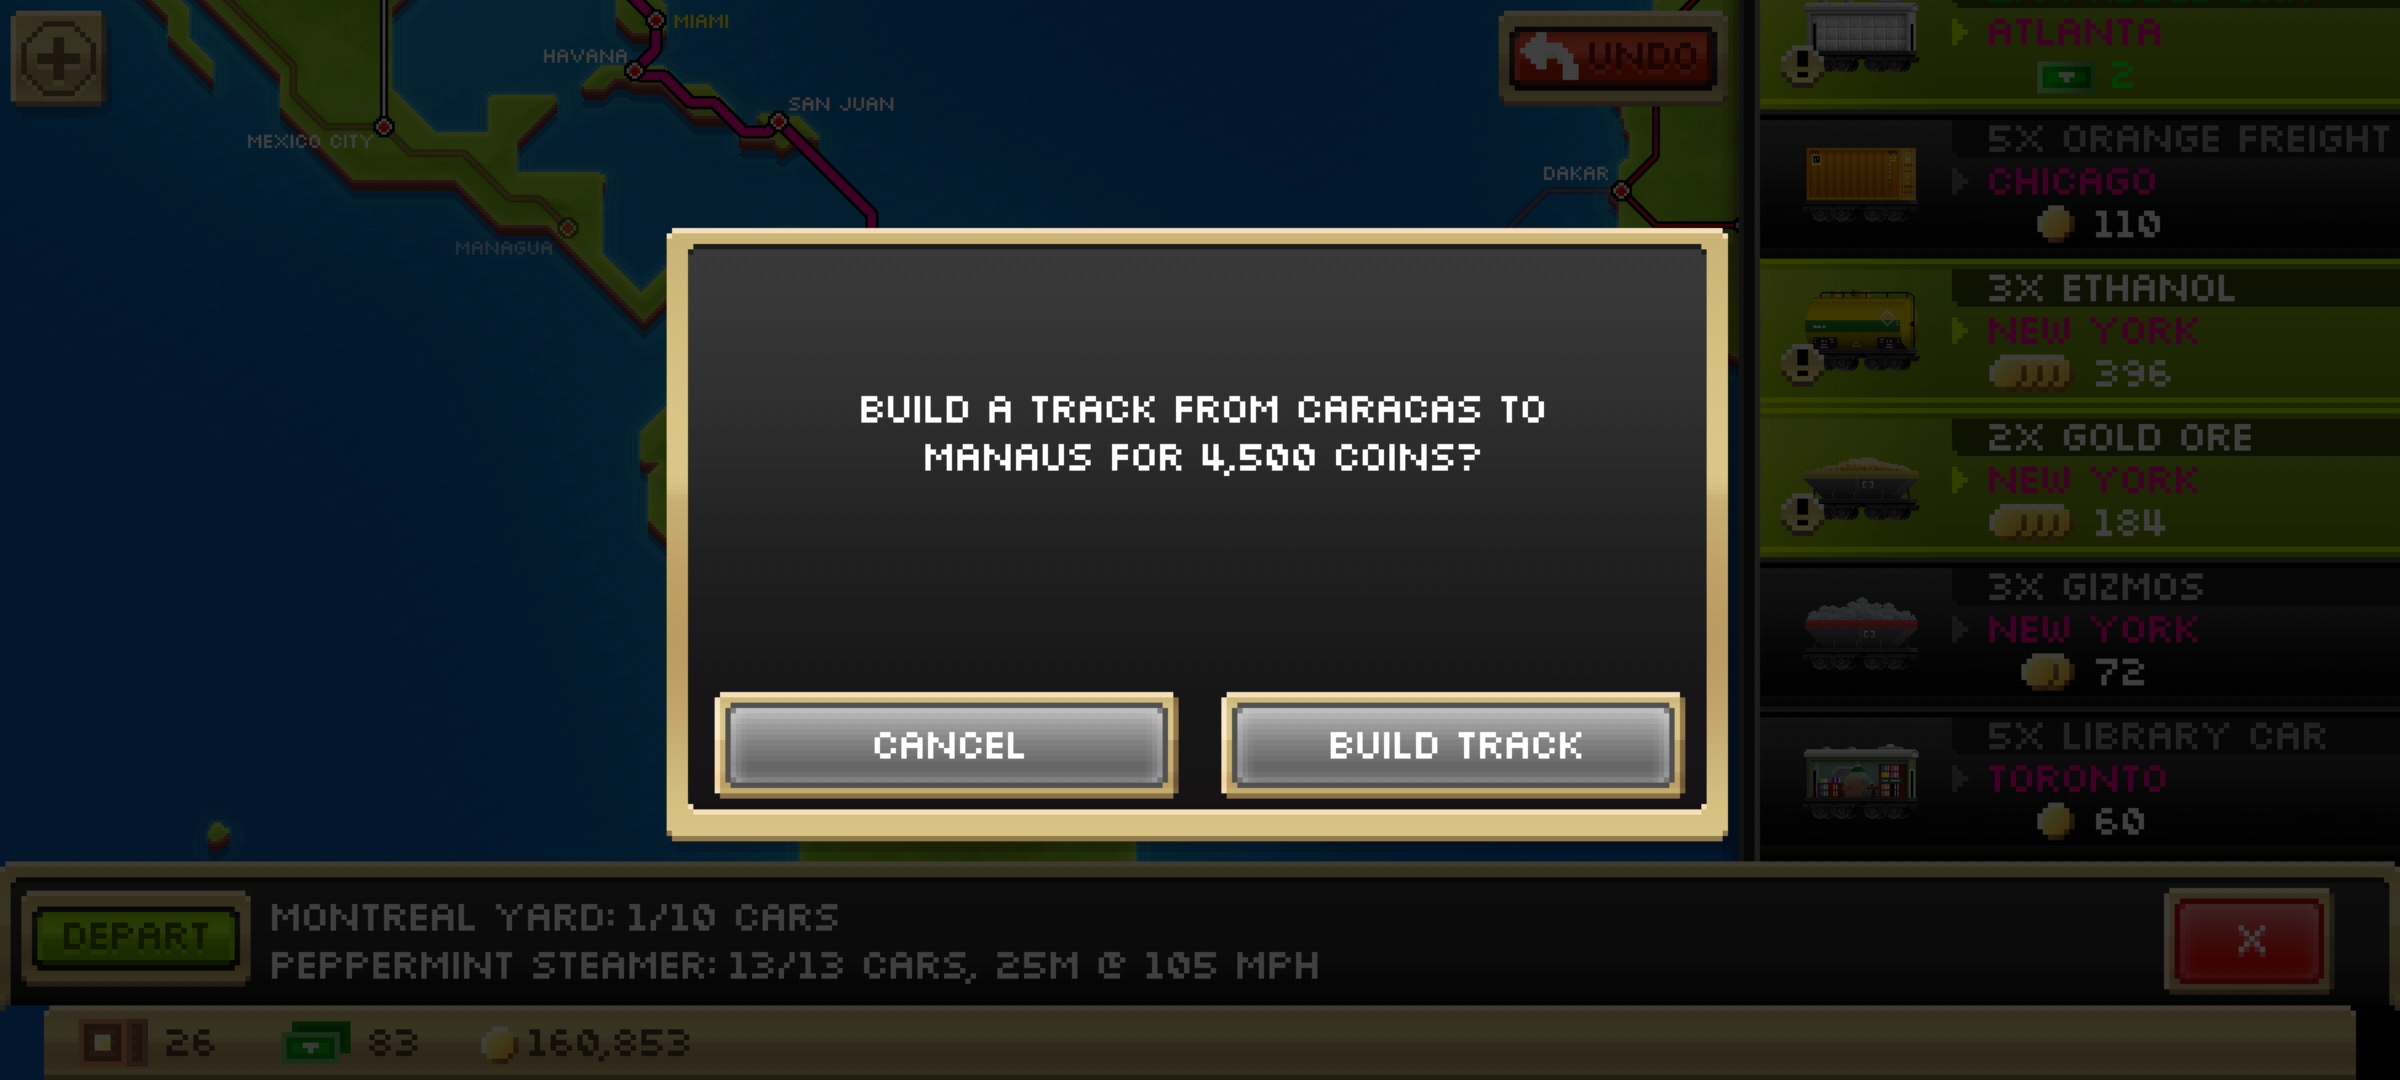 MIAMI
HAVANA
SAN JUAN
MEXICO CITY
MANAGUA
DAKAR
UNDO
ATLANTA
2
5X ORANGE FREIGHT
CHICAGO
110
3X ETHANOL
NEW YORK
396
2X GOLD ORE
NEW YORK
184
3X GIZMOS
NEW YORK
72
5X LIBRARY CAR
TORONTO
60
BUILD A TRACK FROM CARACAS TO
MANAUS FOR 4,500 COINS?
CANCEL
BUILD TRACK
DEPART
MONTREAL YARD: 1/10 CARS
PEPPERMINT STEAMER: 13/13 CARS, 25M @ 105 MPH
X
26
83
160,853